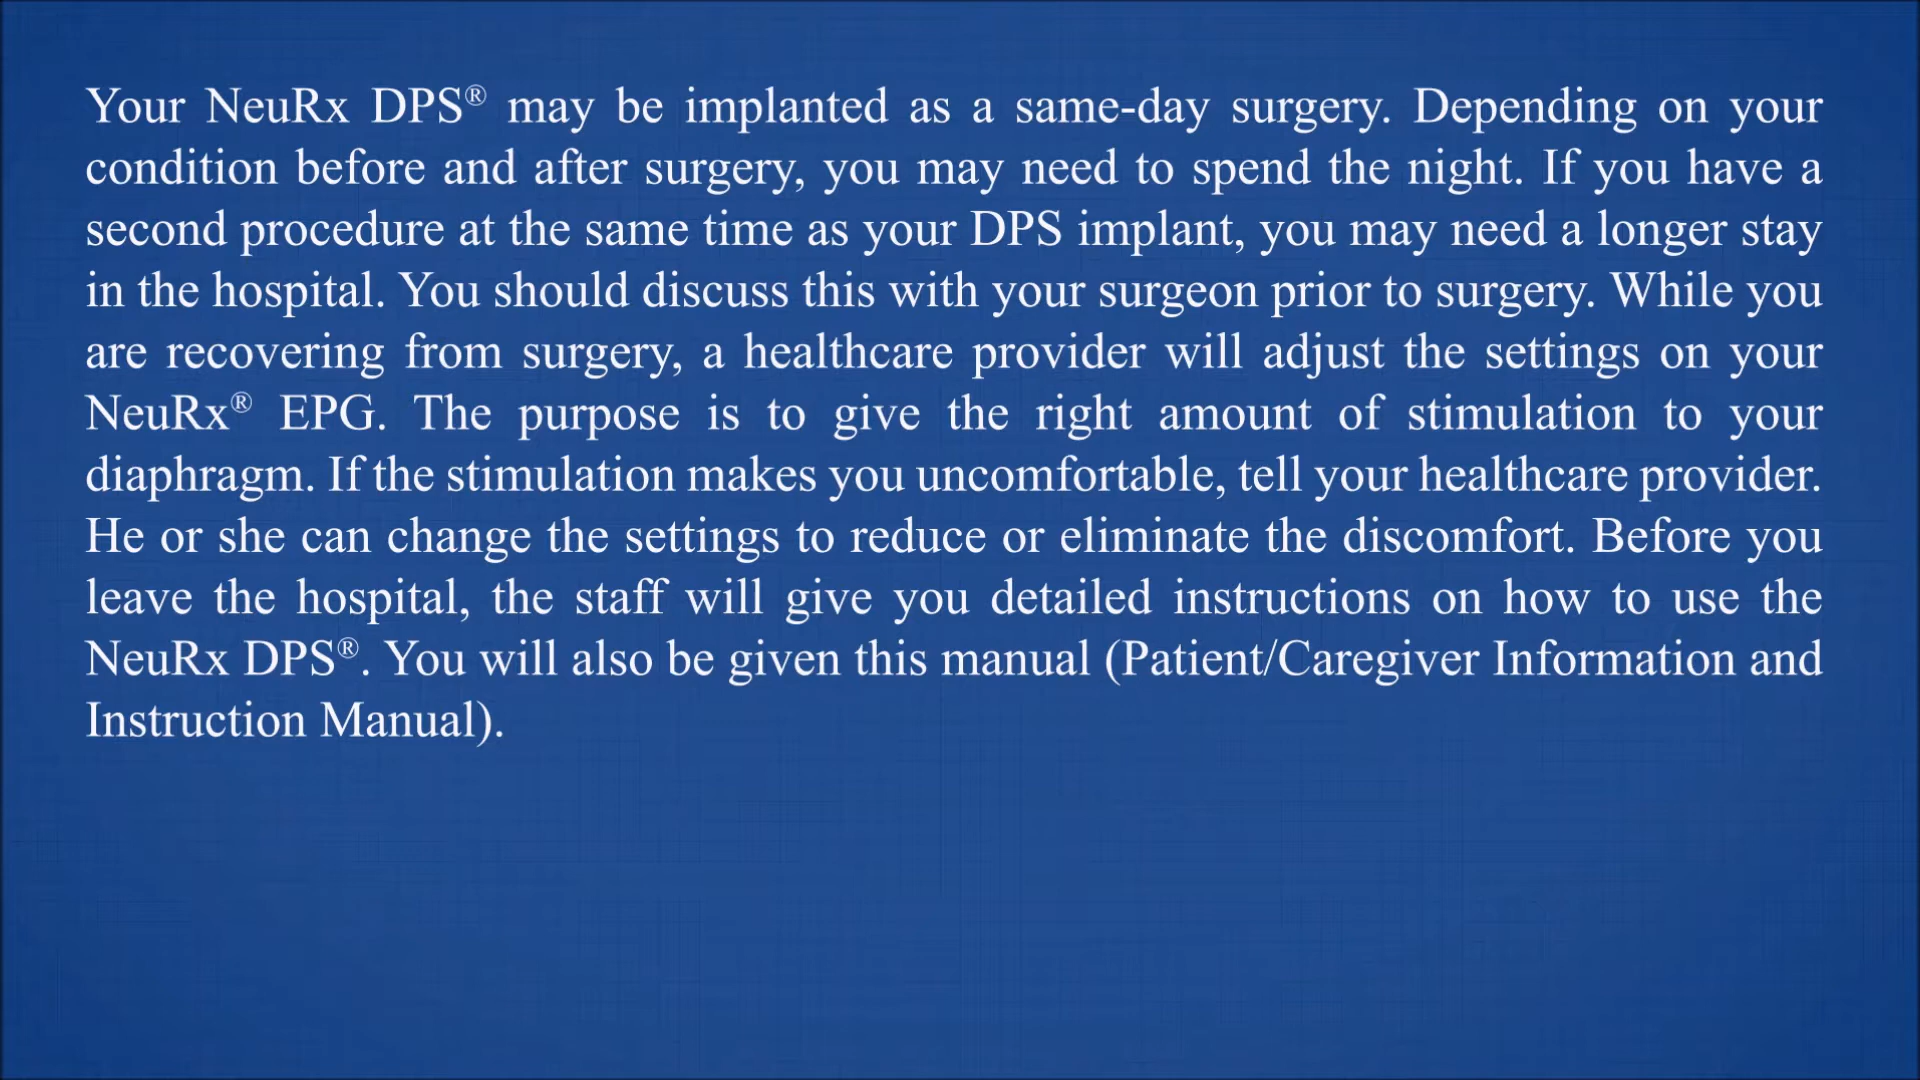 Your NeuRx DPS® may be implanted as a same-day surgery. Depending on your
condition before and after surgery, you may need to spend the night. If you have a
second procedure at the same time as your DPS implant, you may need a longer stay
in the hospital. You should discuss this with your surgeon prior to surgery. While you
are recovering from surgery, a healthcare provider will adjust the settings on your
NeuRx® EPG. The purpose is to give the right amount of stimulation to your
diaphragm. If the stimulation makes you uncomfortable, tell your healthcare provider.
He or she can change the settings to reduce or eliminate the discomfort. Before you
leave the hospital, the staff will give you detailed instructions on how to use the
NeuRx DPS®. You will also be given this manual (Patient/Caregiver Information and
Instruction Manual).